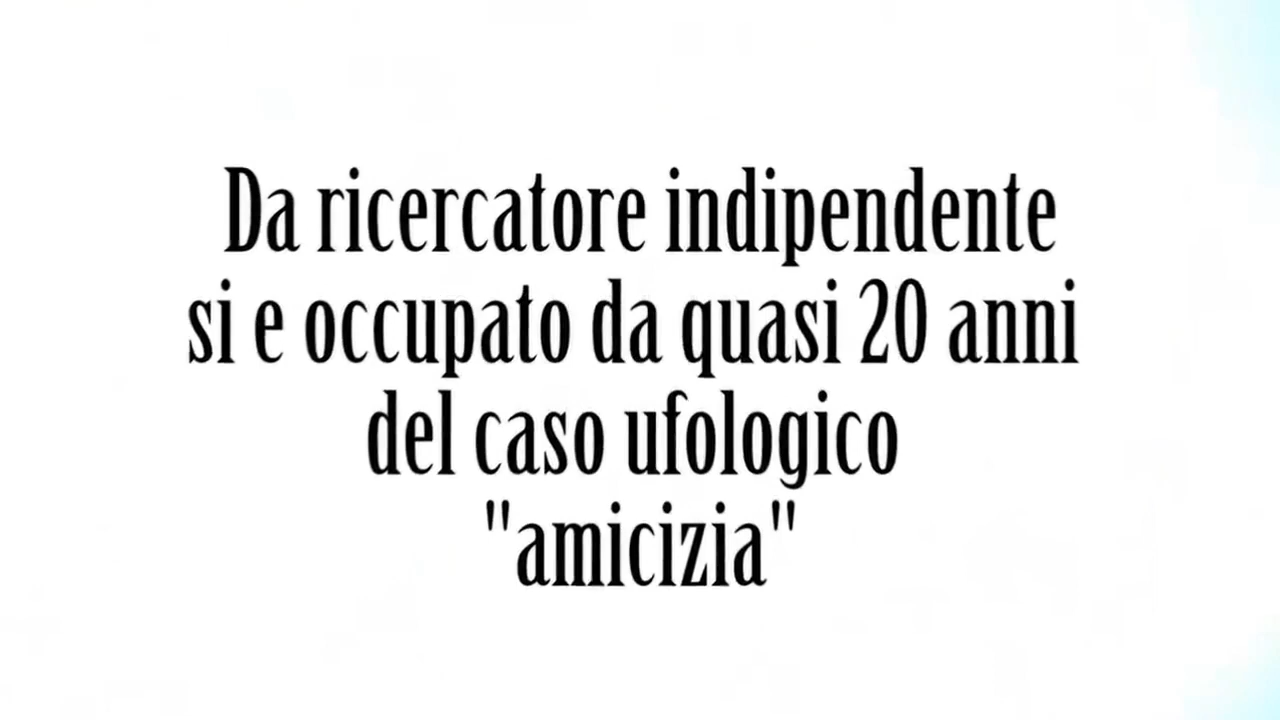 Da ricercatore indipendente
si e occupato da quasi 20 anni
del caso ufologico
"amicizia"